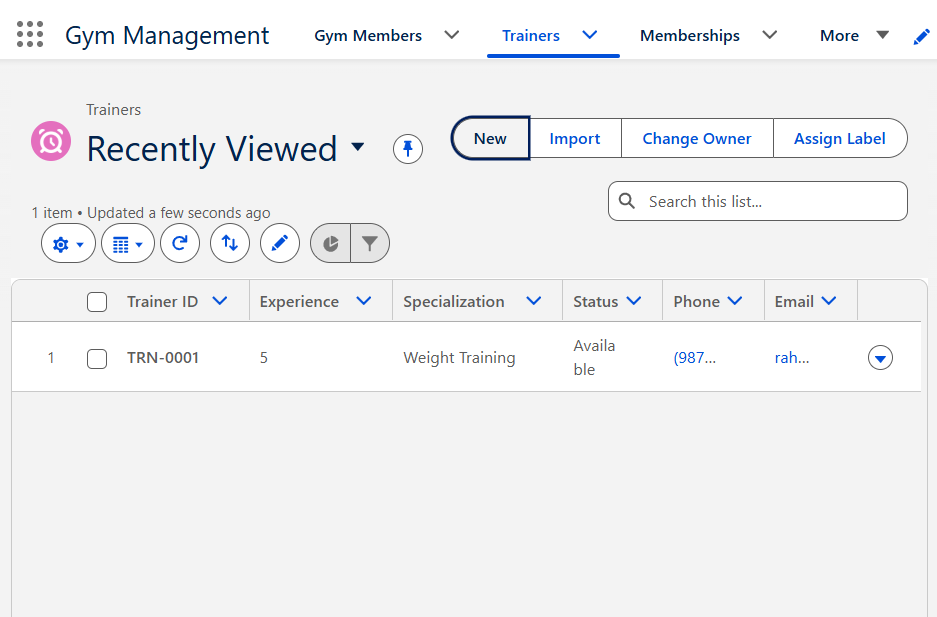 Gym Management Gym Members Trainers Memberships More
Trainers
Recently Viewed
New Import Change Owner Assign Label
1 item • Updated a few seconds ago
Search this list...
Trainer ID Experience Specialization Status Phone Email
1 TRN-0001 5 Weight Training Availa
ble (987... rah...